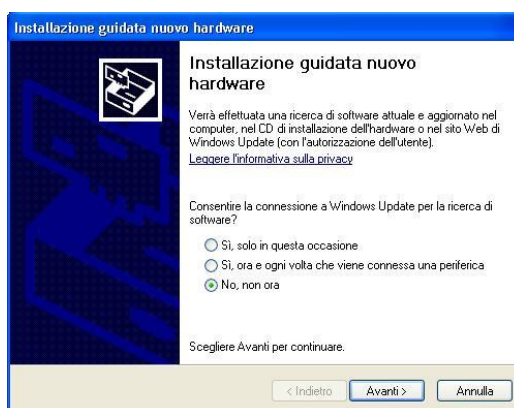 Installazione guidata nuovo hardware
Installazione guidata nuovo
hardware
Verrà effettuata una ricerca di software attuale e aggiornato nel
computer, nel CD di installazione dell'hardware o nel sito Web di
Windows Update (con l'autorizzazione dell'utente).
Leggere l'informativa sulla privacy
Consentire la connessione a Windows Update per la ricerca di
software?
Sì, solo in questa occasione
Sì, ora e ogni volta che viene connessa una periferica
No, non ora
Scegliere Avanti per continuare.
< Indietro Avanti > Annulla